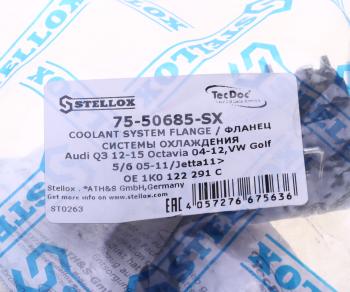 STELLOX
TecDoc
75-50685-SX
COOLANT SYSTEM FLANGE / ФЛАНЕЦ
СИСТЕМЫ ОХЛАЖДЕНИЯ
Audi Q3 12-15 Octavia 04-12,VW Golf
5/6 05-11/Jetta11>
OE 1K0 122 291 C
Stellox . *ATH&S GmbH,Germany
Get more info on www.stellox.com
ST0263
EAC
4 057276 675636